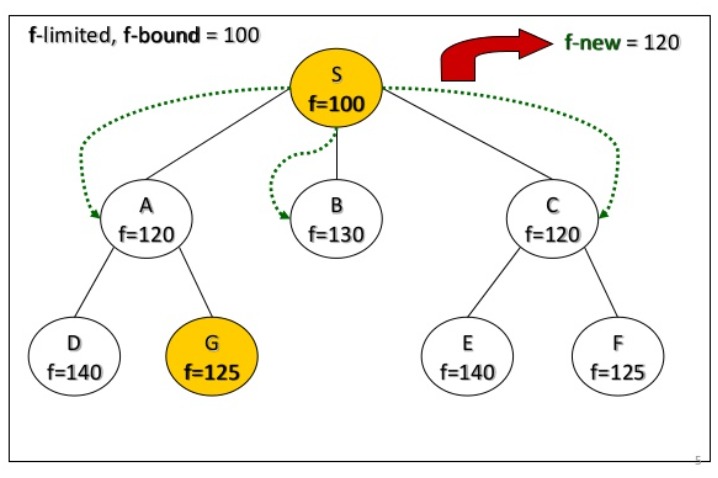 f-limited, f-bound = 100
f-new = 120
S
f=100
A
f=120
B
f=130
C
f=120
D
f=140
G
f=125
E
f=140
F
f=125
5